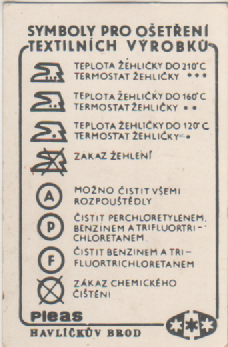 SYMBOLY PRO OŠETŘENÍ
TEXTILNÍCH VÝROBKŮ
TEPLOTA ŽEHLIČKY DO 210°C
TERMOSTAT ŽEHLIČKY •••
TEPLOTA ŽEHLIČKY DO 160°C
TERMOSTAT ŽEHLIČKY ••
TEPLOTA ŽEHLIČKY DO 120°C
TERMOSTAT ŽEHLIČKY •
ZÁKAZ ŽEHLENÍ
A
MOŽNO ČISTIT VŠEMI
ROZPOUŠTĚDLY
P
ČISTIT PERCHLORETYLENEM,
BENZINEM A TRIFLUORTRI-
CHLORETANEM.
F
ČISTIT BENZINEM A TRI-
FLUORTRICHLORETANEM
ZÁKAZ CHEMICKÉHO
ČIŠTĚNÍ
Pleas
HAVLÍČKŮV BROD